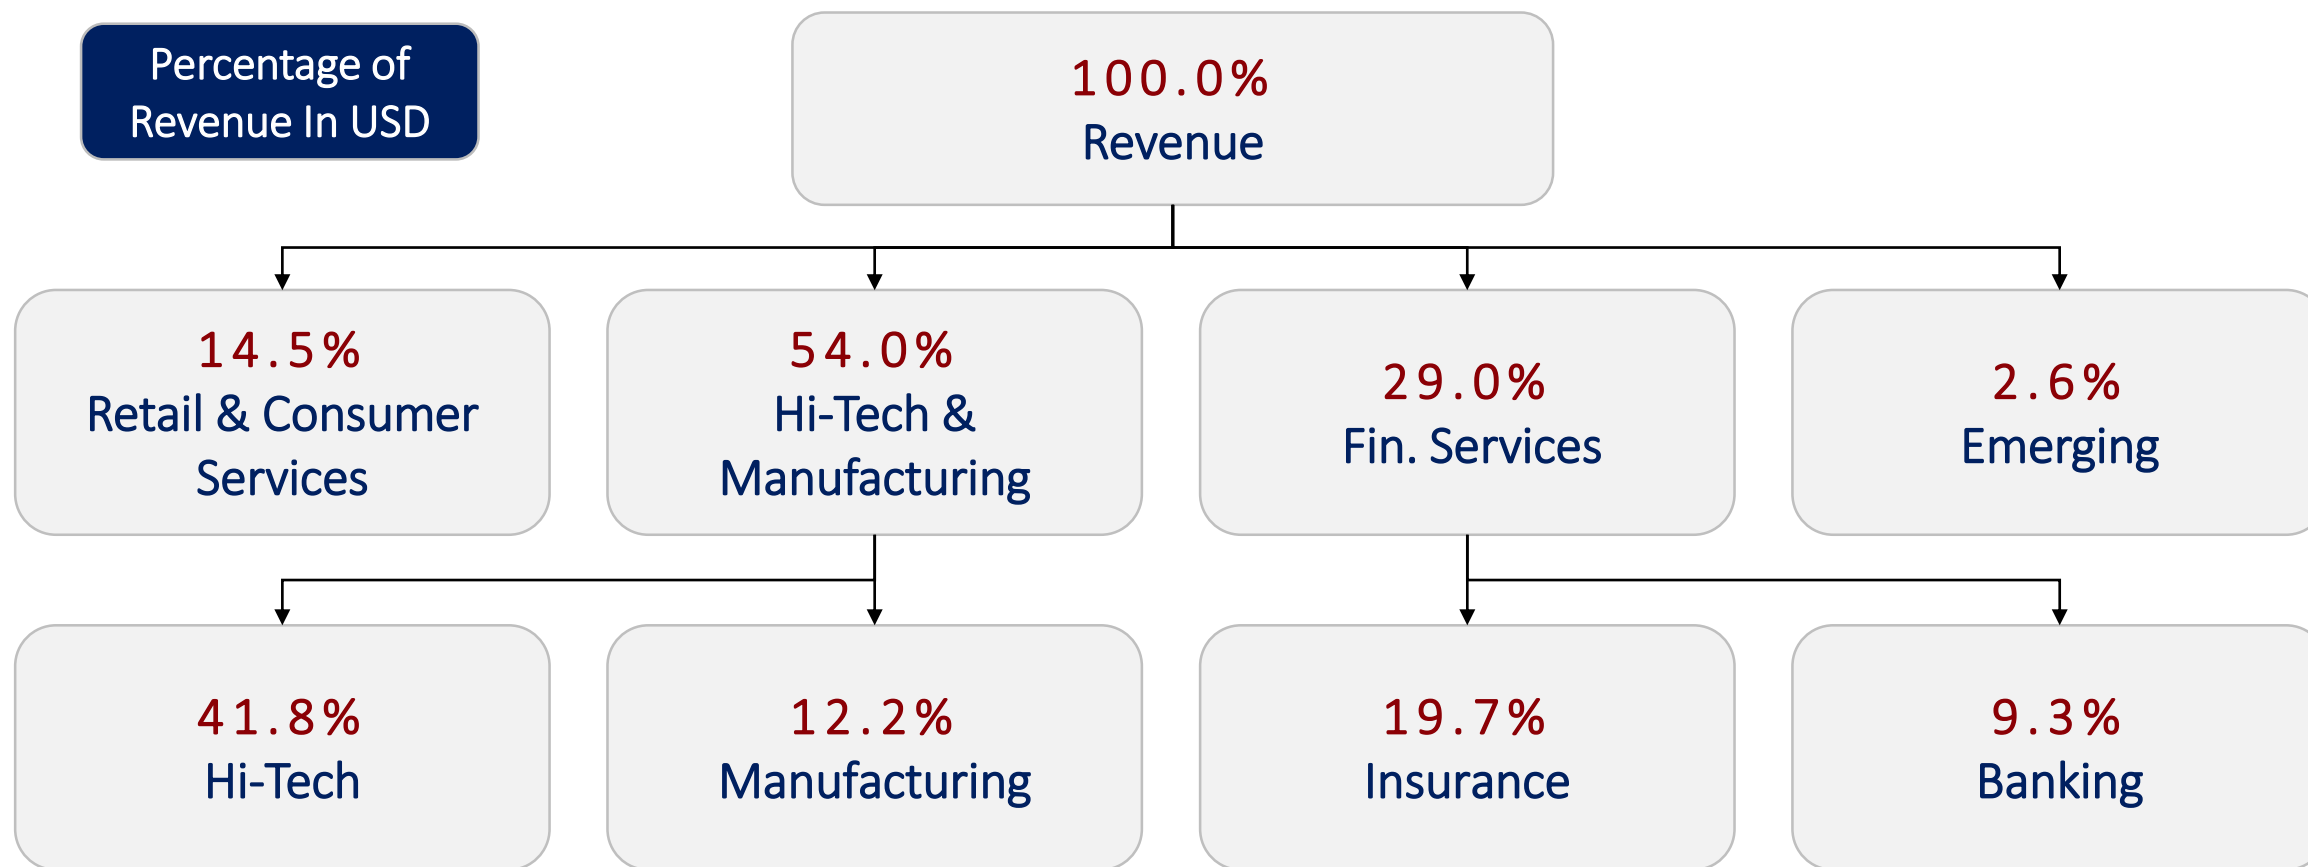 Percentage of
Revenue In USD
100.0%
Revenue
14.5%
Retail & Consumer
Services
54.0%
Hi-Tech &
Manufacturing
29.0%
Fin. Services
2.6%
Emerging
41.8%
Hi-Tech
12.2%
Manufacturing
19.7%
Insurance
9.3%
Banking